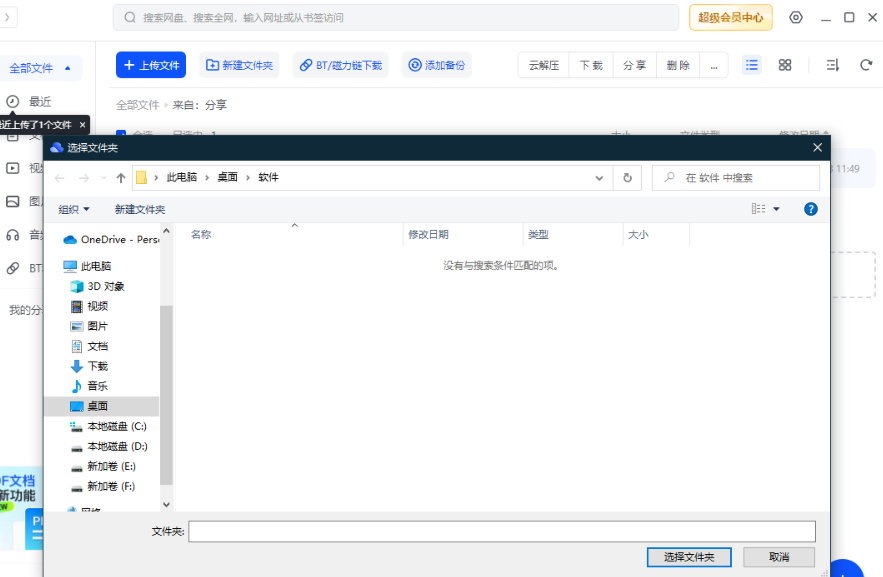 搜索网盘、搜索全网，输入网址或从书签访问
超级会员中心
全部文件
上传文件
新建文件夹
BT/磁力链下载
添加备份
云解压
下载
分享
删除
...
最近
全部文件 › 来自：分享
近上传了1个文件 ×
选择文件夹
-11:49
此电脑 › 桌面 › 软件
在 软件 中搜索
组织
新建文件夹
OneDrive - Pers
名称
修改日期
类型
大小
没有与搜索条件匹配的项。
此电脑
3D 对象
视频
图片
文档
下载
音乐
桌面
本地磁盘 (C:)
本地磁盘 (D:)
新加卷 (E:)
新加卷 (F:)
BT
我的分
F文档
新功能
文件夹:
选择文件夹
取消